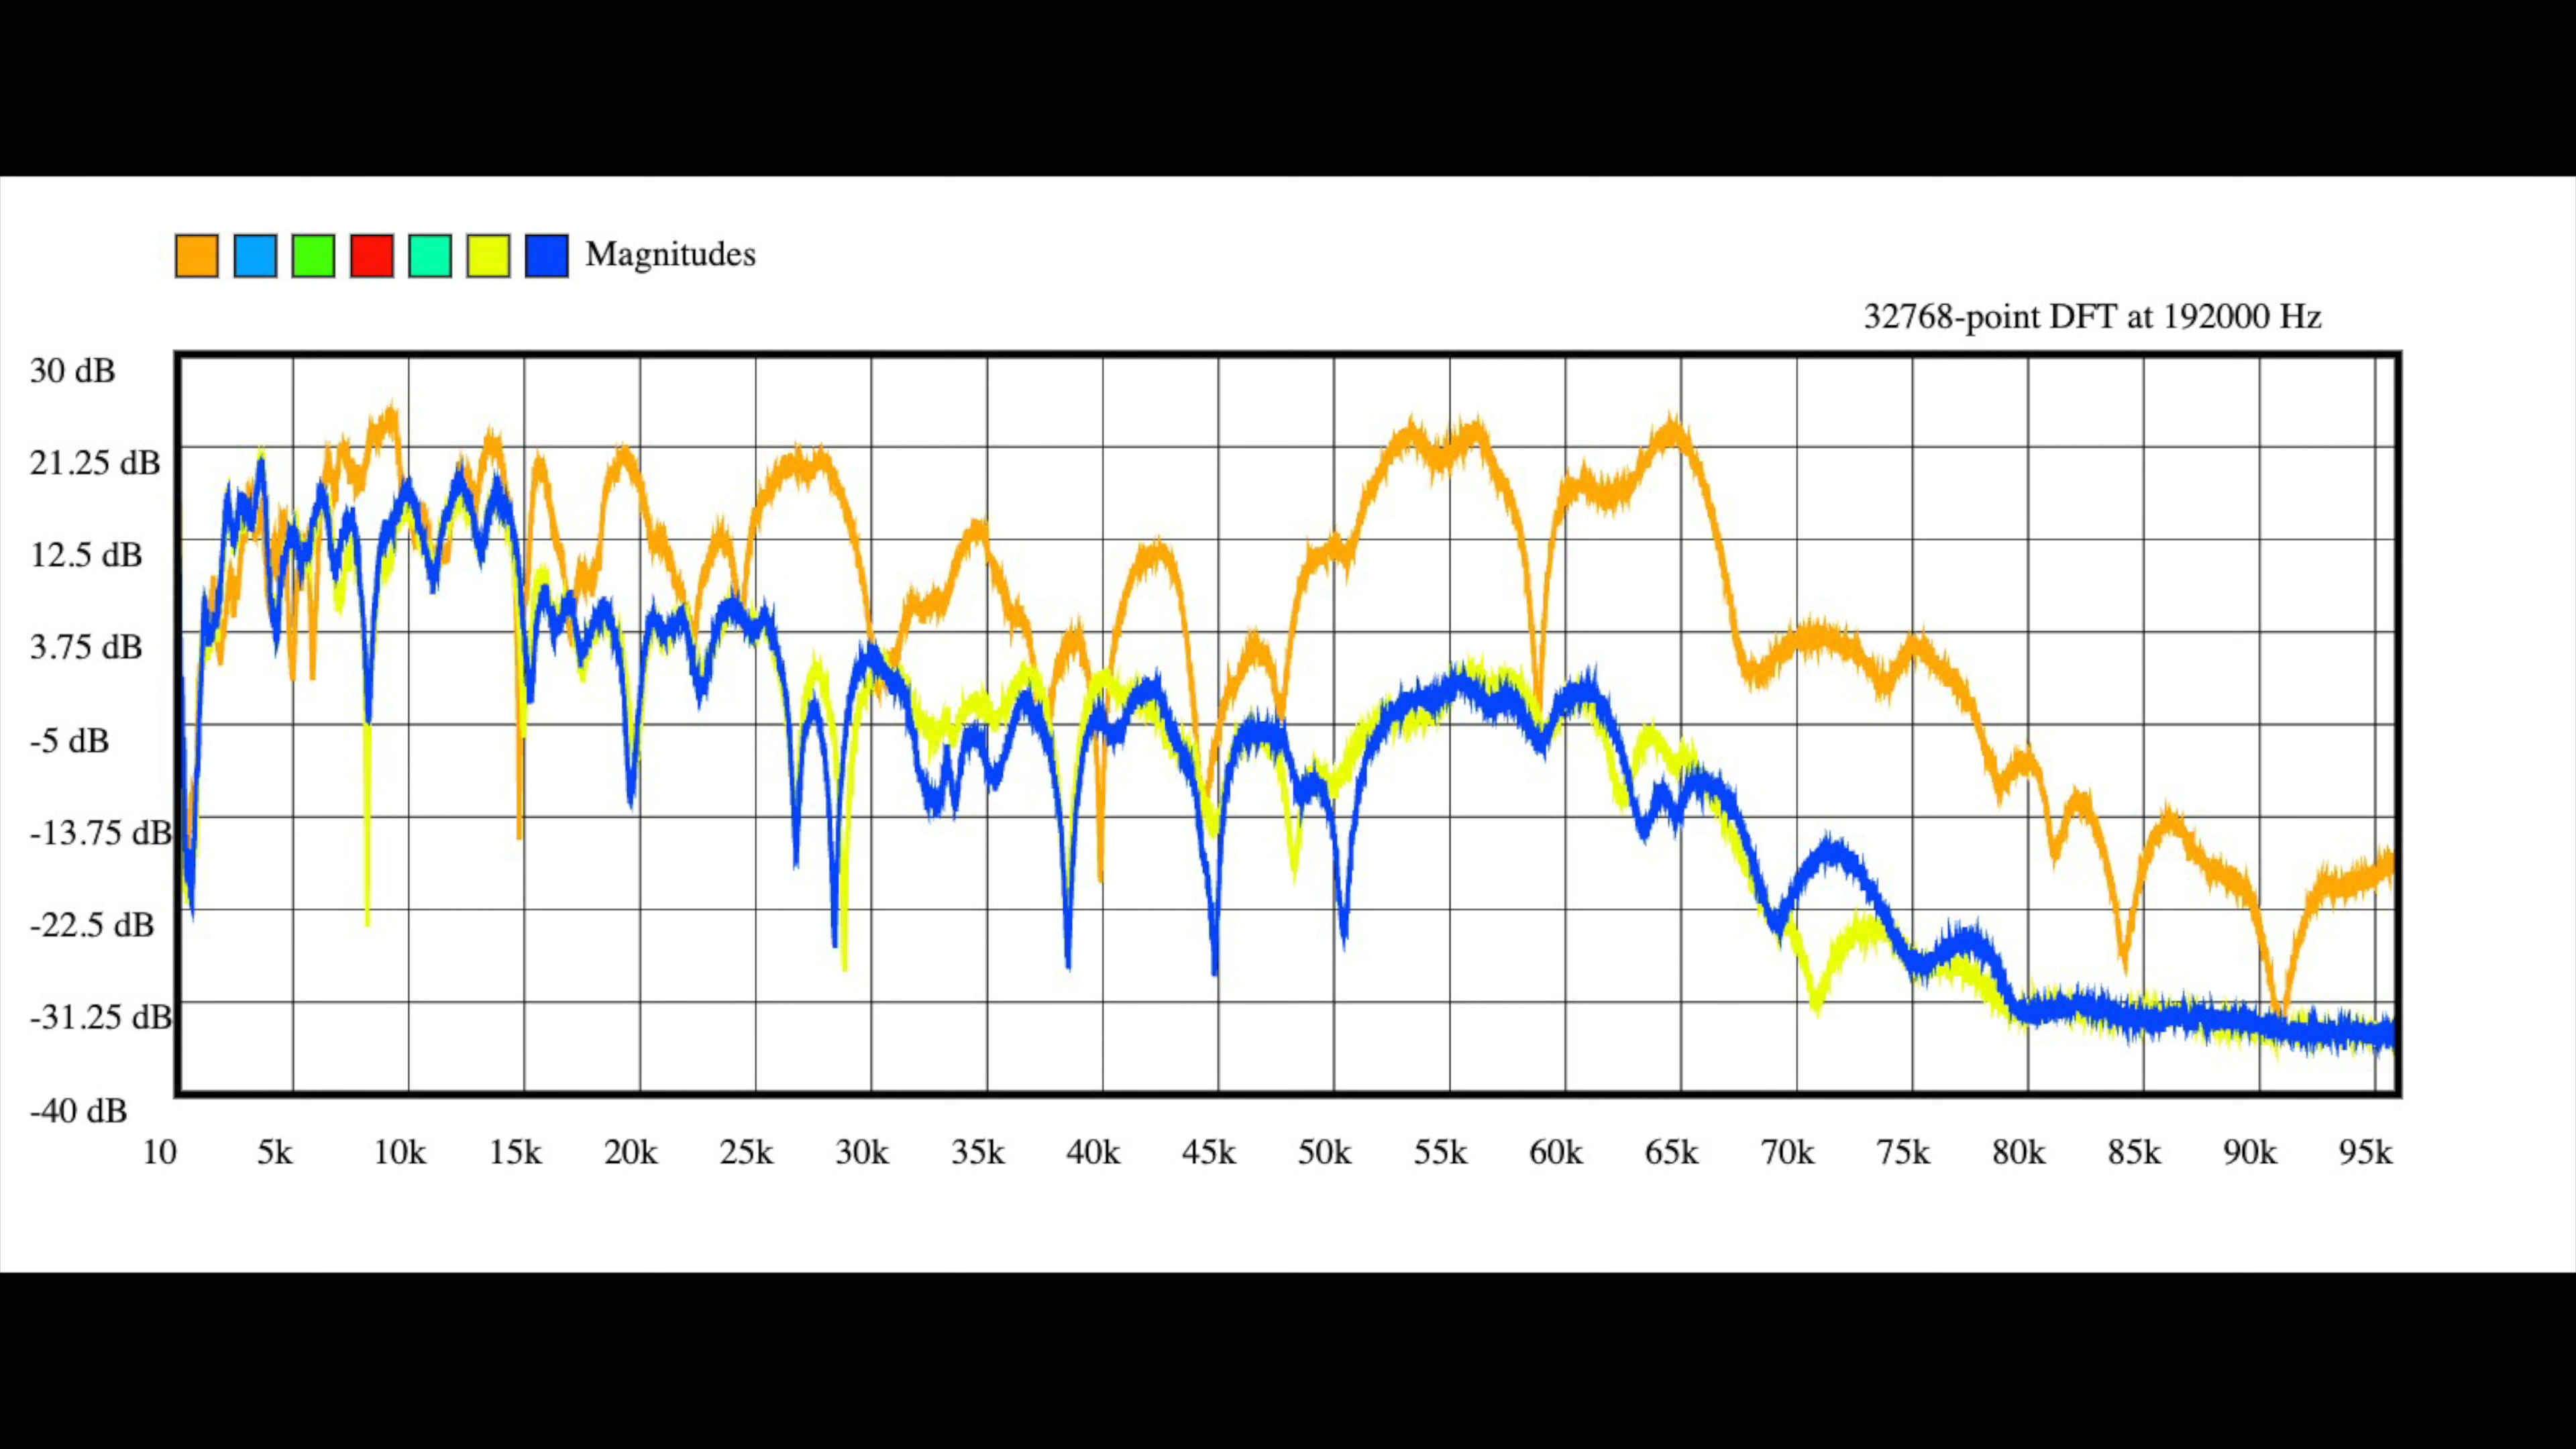 Magnitudes
32768-point DFT at 192000 Hz
30 dB
21.25 dB
12.5 dB
3.75 dB
-5 dB
-13.75 dB
-22.5 dB
-31.25 dB
-40 dB
10 5k 10k 15k 20k 25k 30k 35k 40k 45k 50k 55k 60k 65k 70k 75k 80k 85k 90k 95k